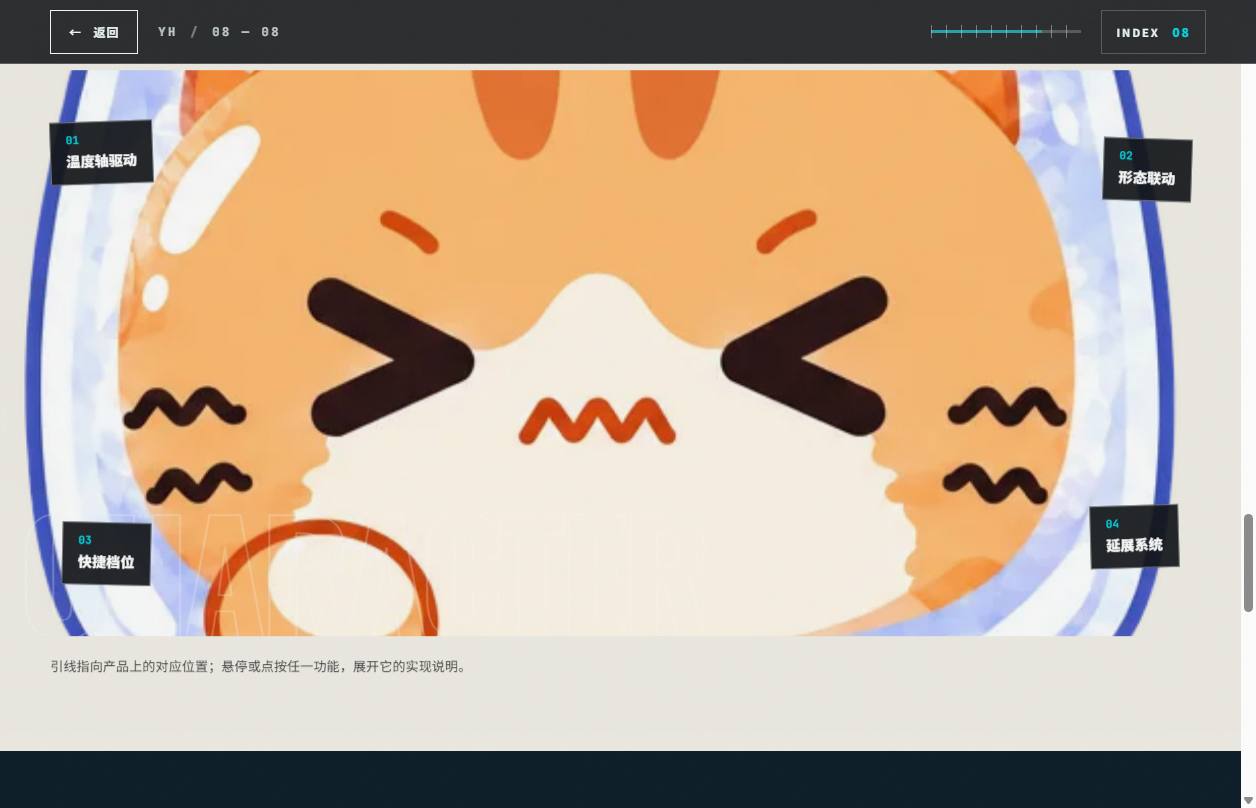 ← 返回
YH / 08 — 08
INDEX 08
01
温度轴驱动
02
形态联动
CHARACTER
03
快捷档位
04
延展系统
引线指向产品上的对应位置；悬停或点按任一功能，展开它的实现说明。